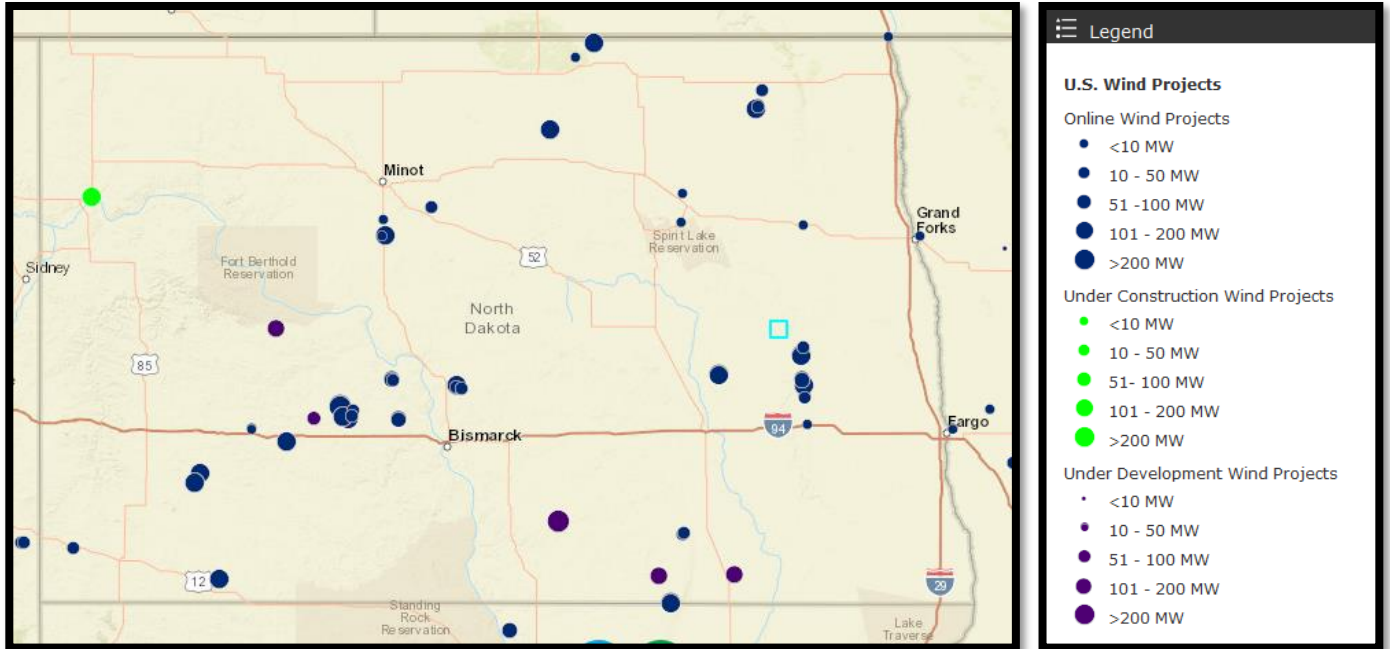 Minot
Grand
Forks
Spirit Lake
Reservation
Sidney
Fort Berthold
Reservation
52
North
Dakota
85
94
Fargo
Bismarck
12
29
Standing
Rock
Reservation
Lake
Traverse
Legend
U.S. Wind Projects
Online Wind Projects
<10 MW
10 - 50 MW
51 -100 MW
101 - 200 MW
>200 MW
Under Construction Wind Projects
<10 MW
10 - 50 MW
51- 100 MW
101 - 200 MW
>200 MW
Under Development Wind Projects
<10 MW
10 - 50 MW
51 - 100 MW
101 - 200 MW
>200 MW